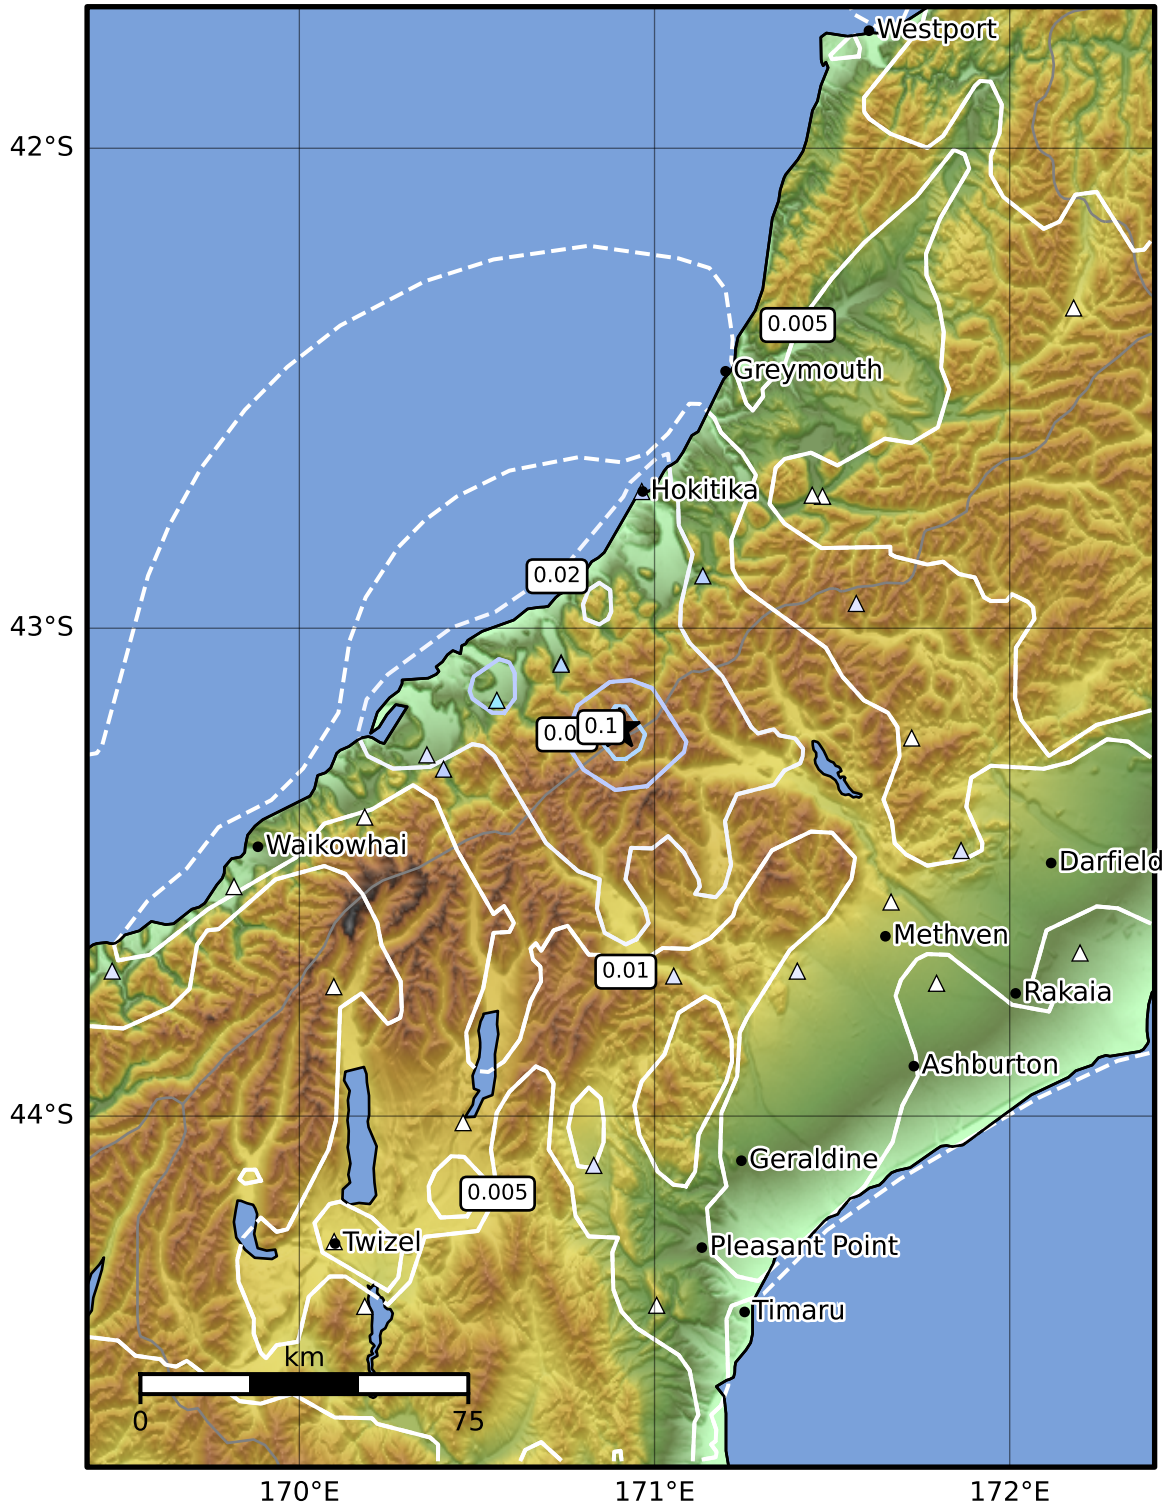 Westport
42°S
0.005
Greymouth
Hokitika
0.02
43°S
0.1
Waikowhai
Darfield
Methven
0.01
Rakaia
Ashburton
44°S
Geraldine
0.005
Twizel
Pleasant Point
Timaru
km
0 75
170°E 171°E 172°E